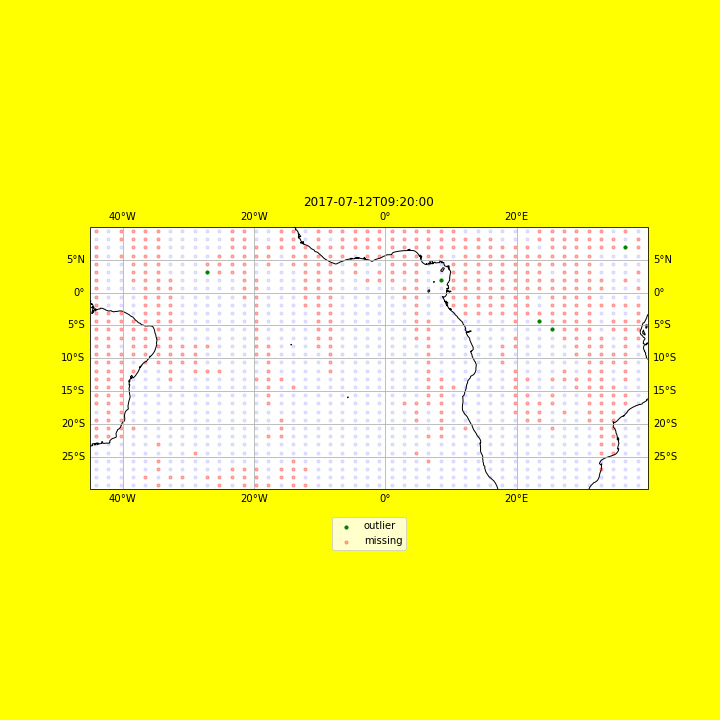 2017-07-12T09:20:00
40°W 20°W 0° 20°E
5°N 5°N
0° 0°
5°S 5°S
10°S 10°S
15°S 15°S
20°S 20°S
25°S 25°S
40°W 20°W 0° 20°E
outlier
missing